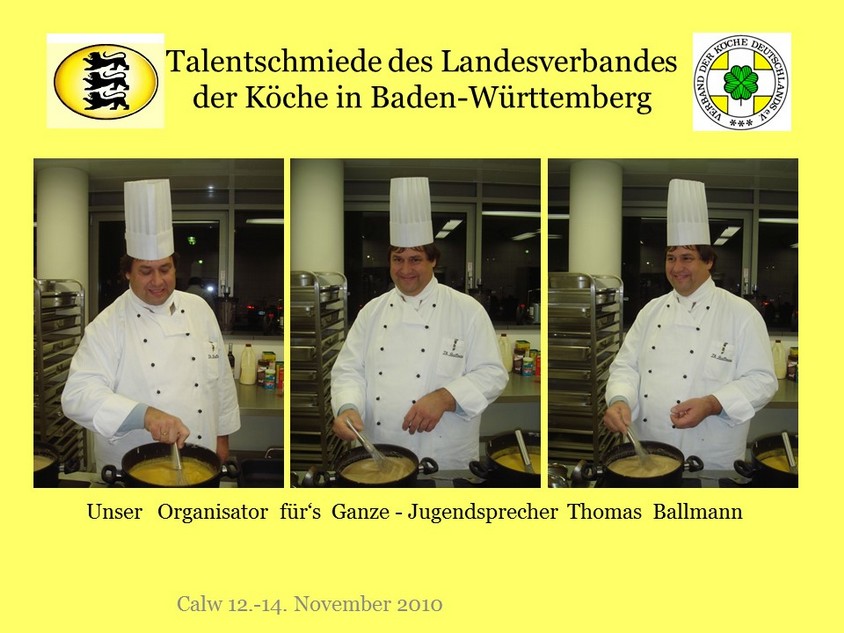 Talentschmiede des Landesverbandes
der Köche in Baden-Württemberg
VERBAND DER KÖCHE DEUTSCHLANDS e.V.
***
Unser Organisator für‘s Ganze - Jugendsprecher Thomas Ballmann
Calw 12.-14. November 2010